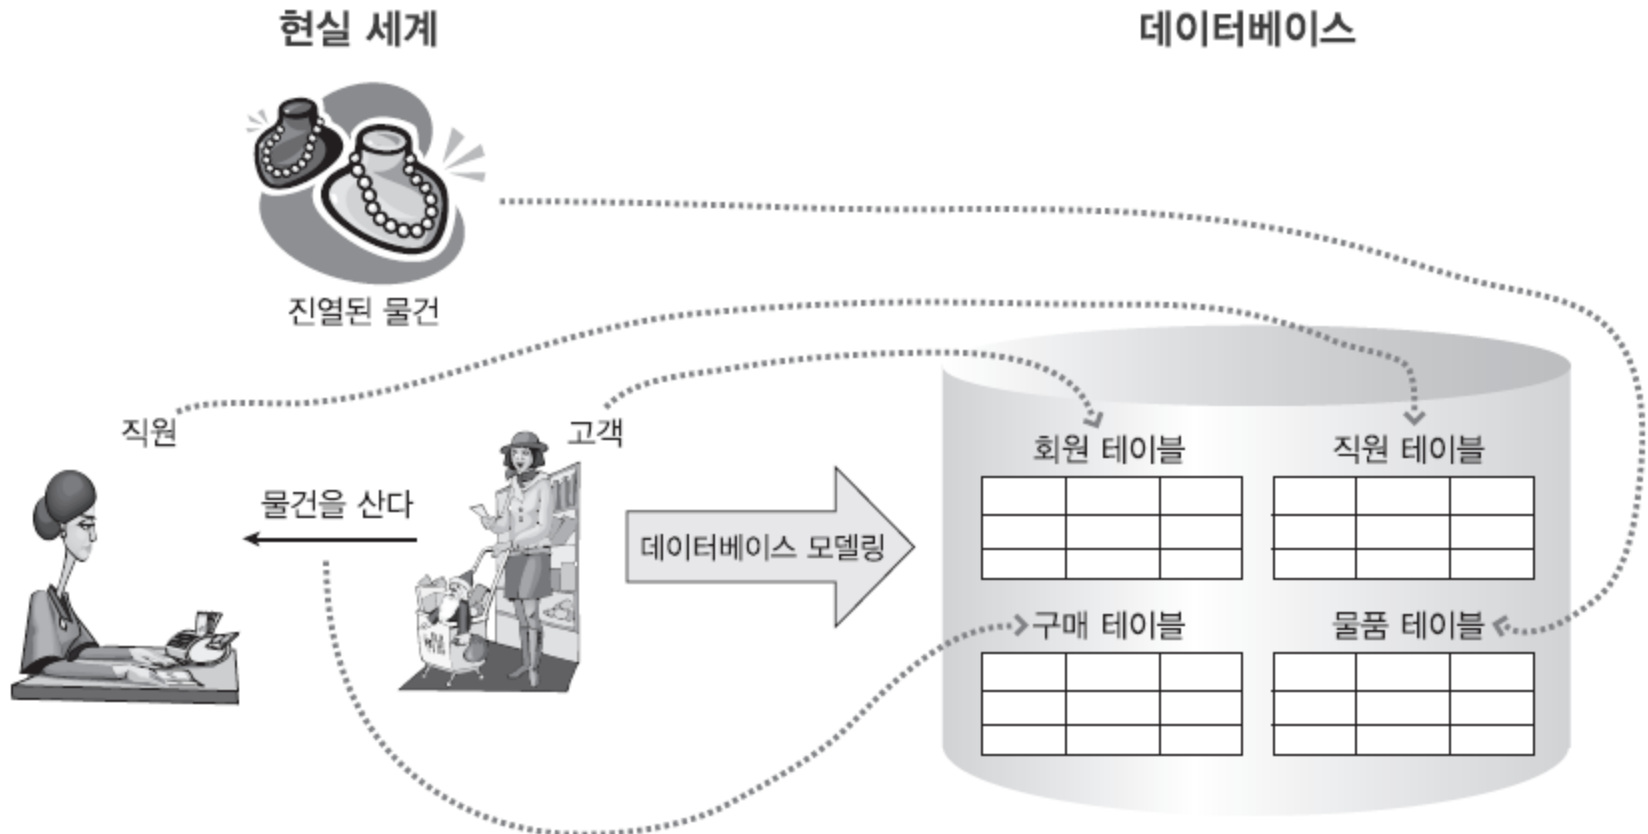 현실 세계
데이터베이스
진열된 물건
직원
고객
물건을 산다
데이터베이스 모델링
회원 테이블
직원 테이블
구매 테이블
물품 테이블